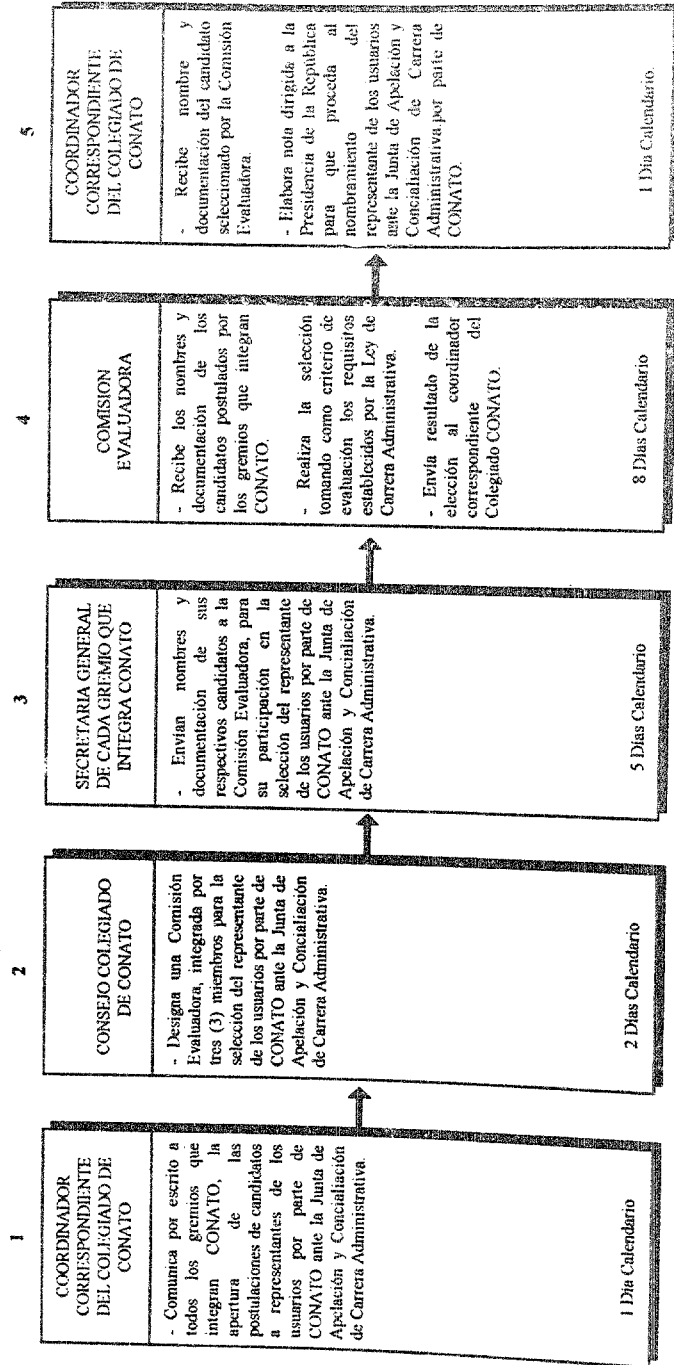 1
COORDINADOR
CORRESPONDIENTE
DEL COLEGIADO DE
CONATO
- Comunica por escrito a
todos los gremios que
integran CONATO, la
apertura de las
postulaciones de candidatos
a representantes de los
usuarios por parte de
CONATO ante la Junta de
Apelación y Concialiación
de Carrera Administrativa.
1 Dia Calendario
2
CONSEJO COLEGIADO
DE CONATO
- Designa una Comisión
Evaluadora, integrada por
tres (3) miembros para la
selección del representante
de los usuarios por parte de
CONATO ante la Junta de
Apelación y Concialiación
de Carrera Administrativa.
2 Dias Calendario
3
SECRETARIA GENERAL
DE CADA GREMIO QUE
INTEGRA CONATO
- Envian nombres y
documentación de sus
respectivos candidatos a la
Comisión Evaluadora, para
su participación en la
selección del representante
de los usuarios por parte de
CONATO ante la Junta de
Apelación y Concialiación
de Carrera Administrativa.
5 Dias Calendario
4
COMISION
EVALUADORA
- Recibe los nombres y
documentacion de los
candidatos postulados por
los gremios que integran
CONATO.
- Realiza la selección
tomando como criterio de
evaluación los requisitos
establecidos por la Ley de
Carrera Administrativa.
- Envía resultado de la
elección al coordinador
correspondiente del
Colegiado CONATO.
8 Dias Calendario
5
COORDINADOR
CORRESPONDIENTE
DEL COLEGIADO DE
CONATO
- Recibe nombre y
documentación del candidato
seleccionado por la Comisión
Evaluadora.
- Elabora nota dirigida a la
Presidencia de la República
para que proceda al
nombramiento del
representante de los usuarios
ante la Junta de Apelación y
Concialiación de Carrera
Administrativa por parte de
CONATO.
1 Dia Calendario.